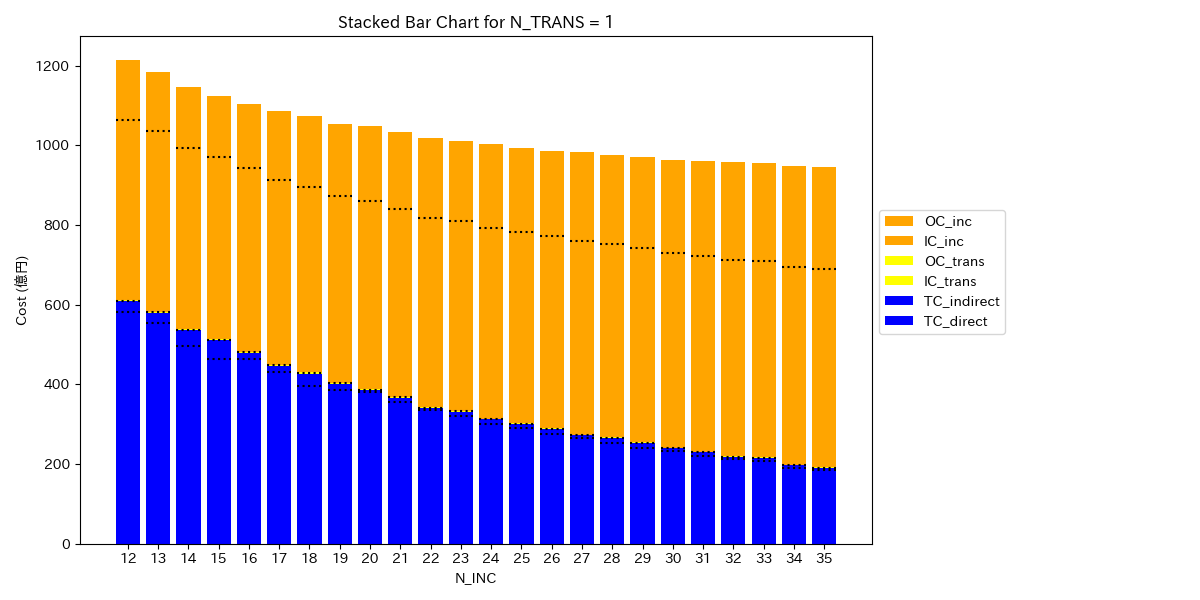 Stacked Bar Chart for N_TRANS = 1
Cost (億円)
1200
1000
800
600
400
200
0
12 13 14 15 16 17 18 19 20 21 22 23 24 25 26 27 28 29 30 31 32 33 34 35
N_INC
OC_inc
IC_inc
OC_trans
IC_trans
TC_indirect
TC_direct